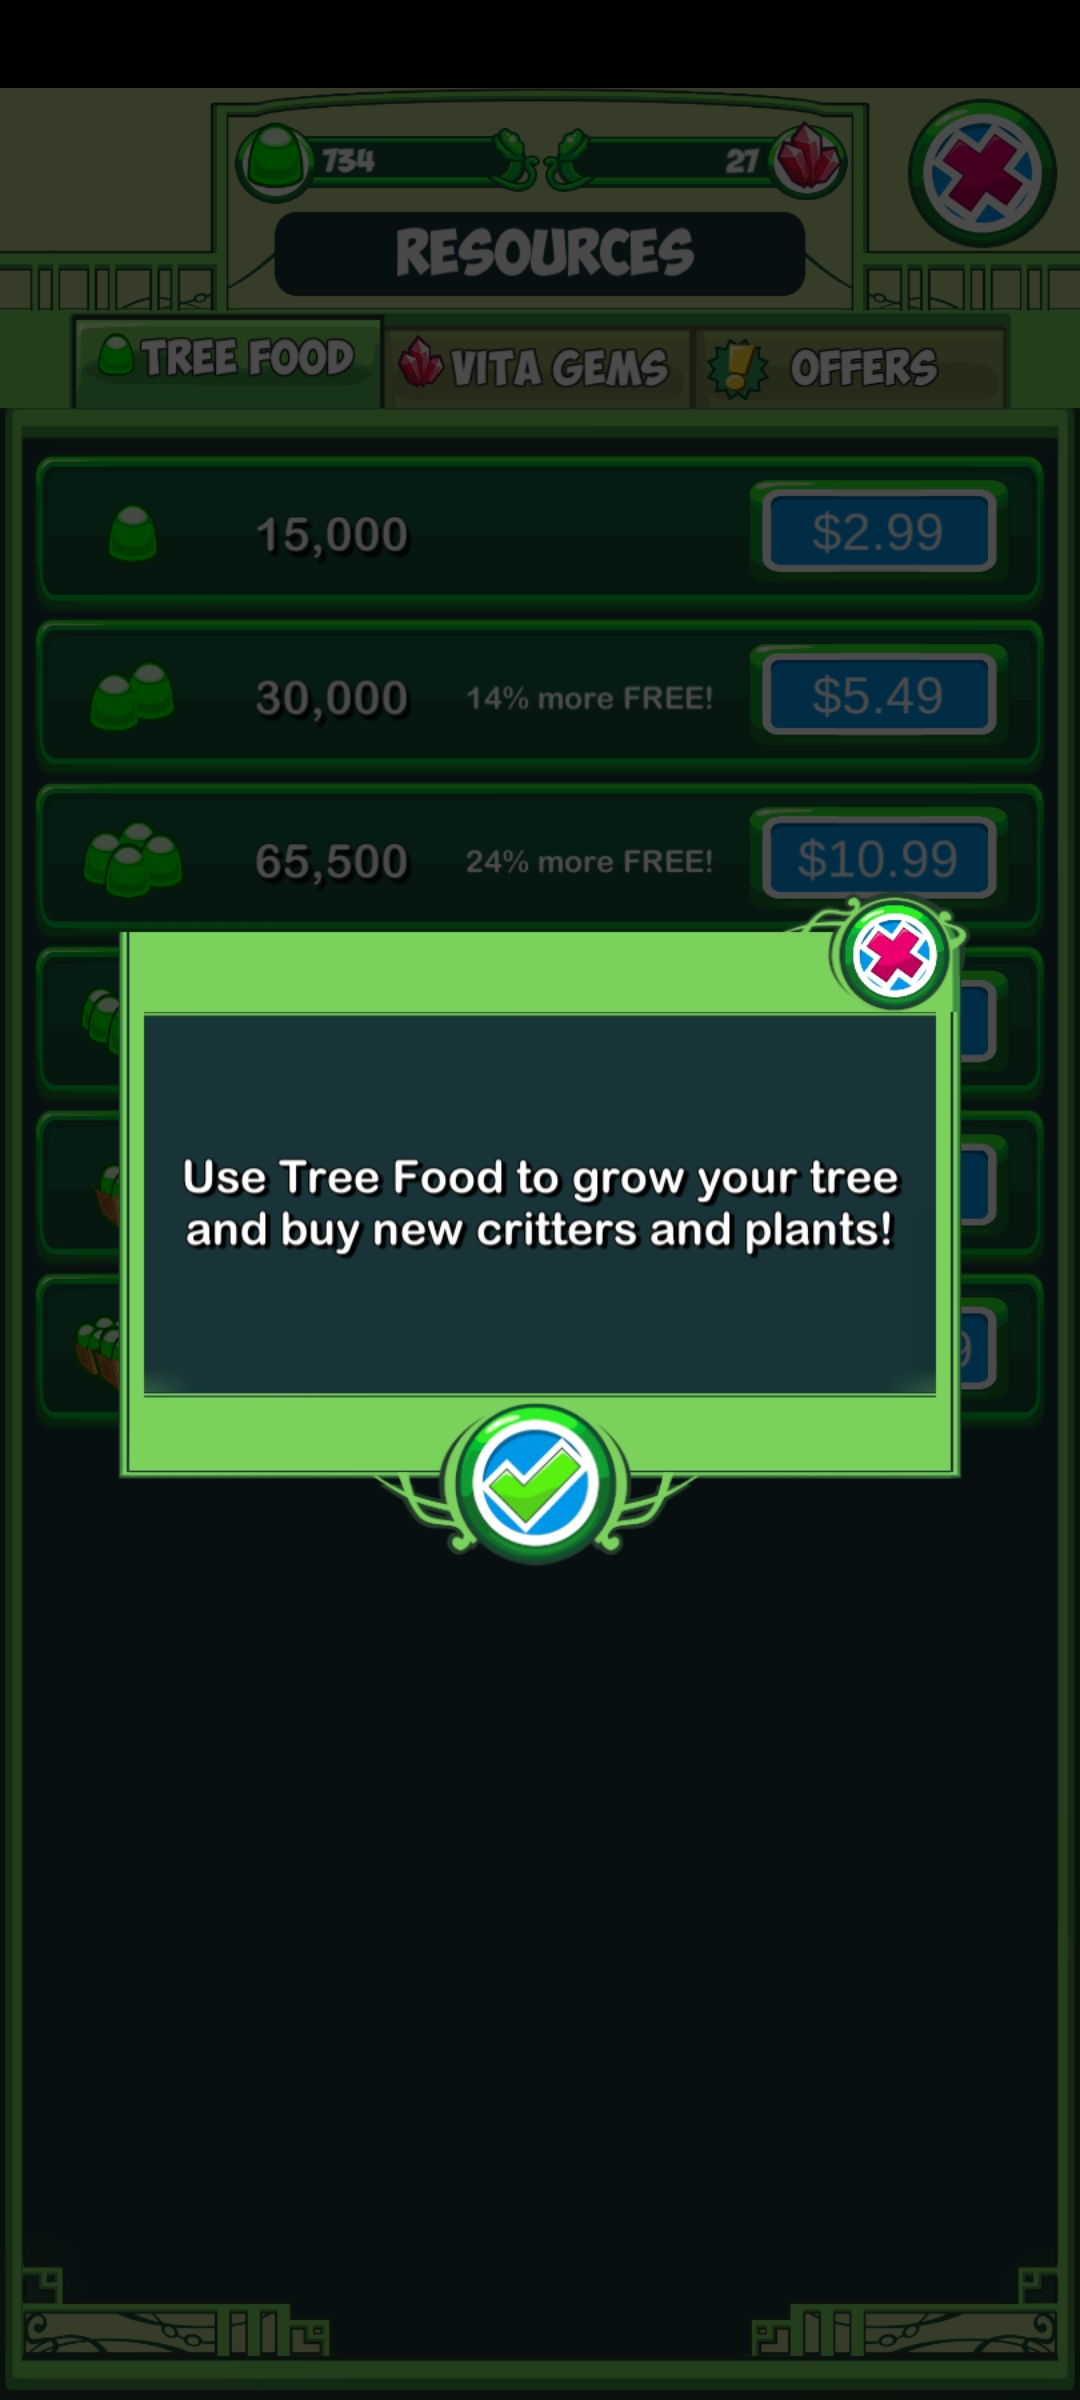 734
27
RESOURCES
TREE FOOD
VITA GEMS
OFFERS
15,000
$2.99
30,000
14% more FREE!
$5.49
65,500
24% more FREE!
$10.99
Use Tree Food to grow your tree
and buy new critters and plants!
9